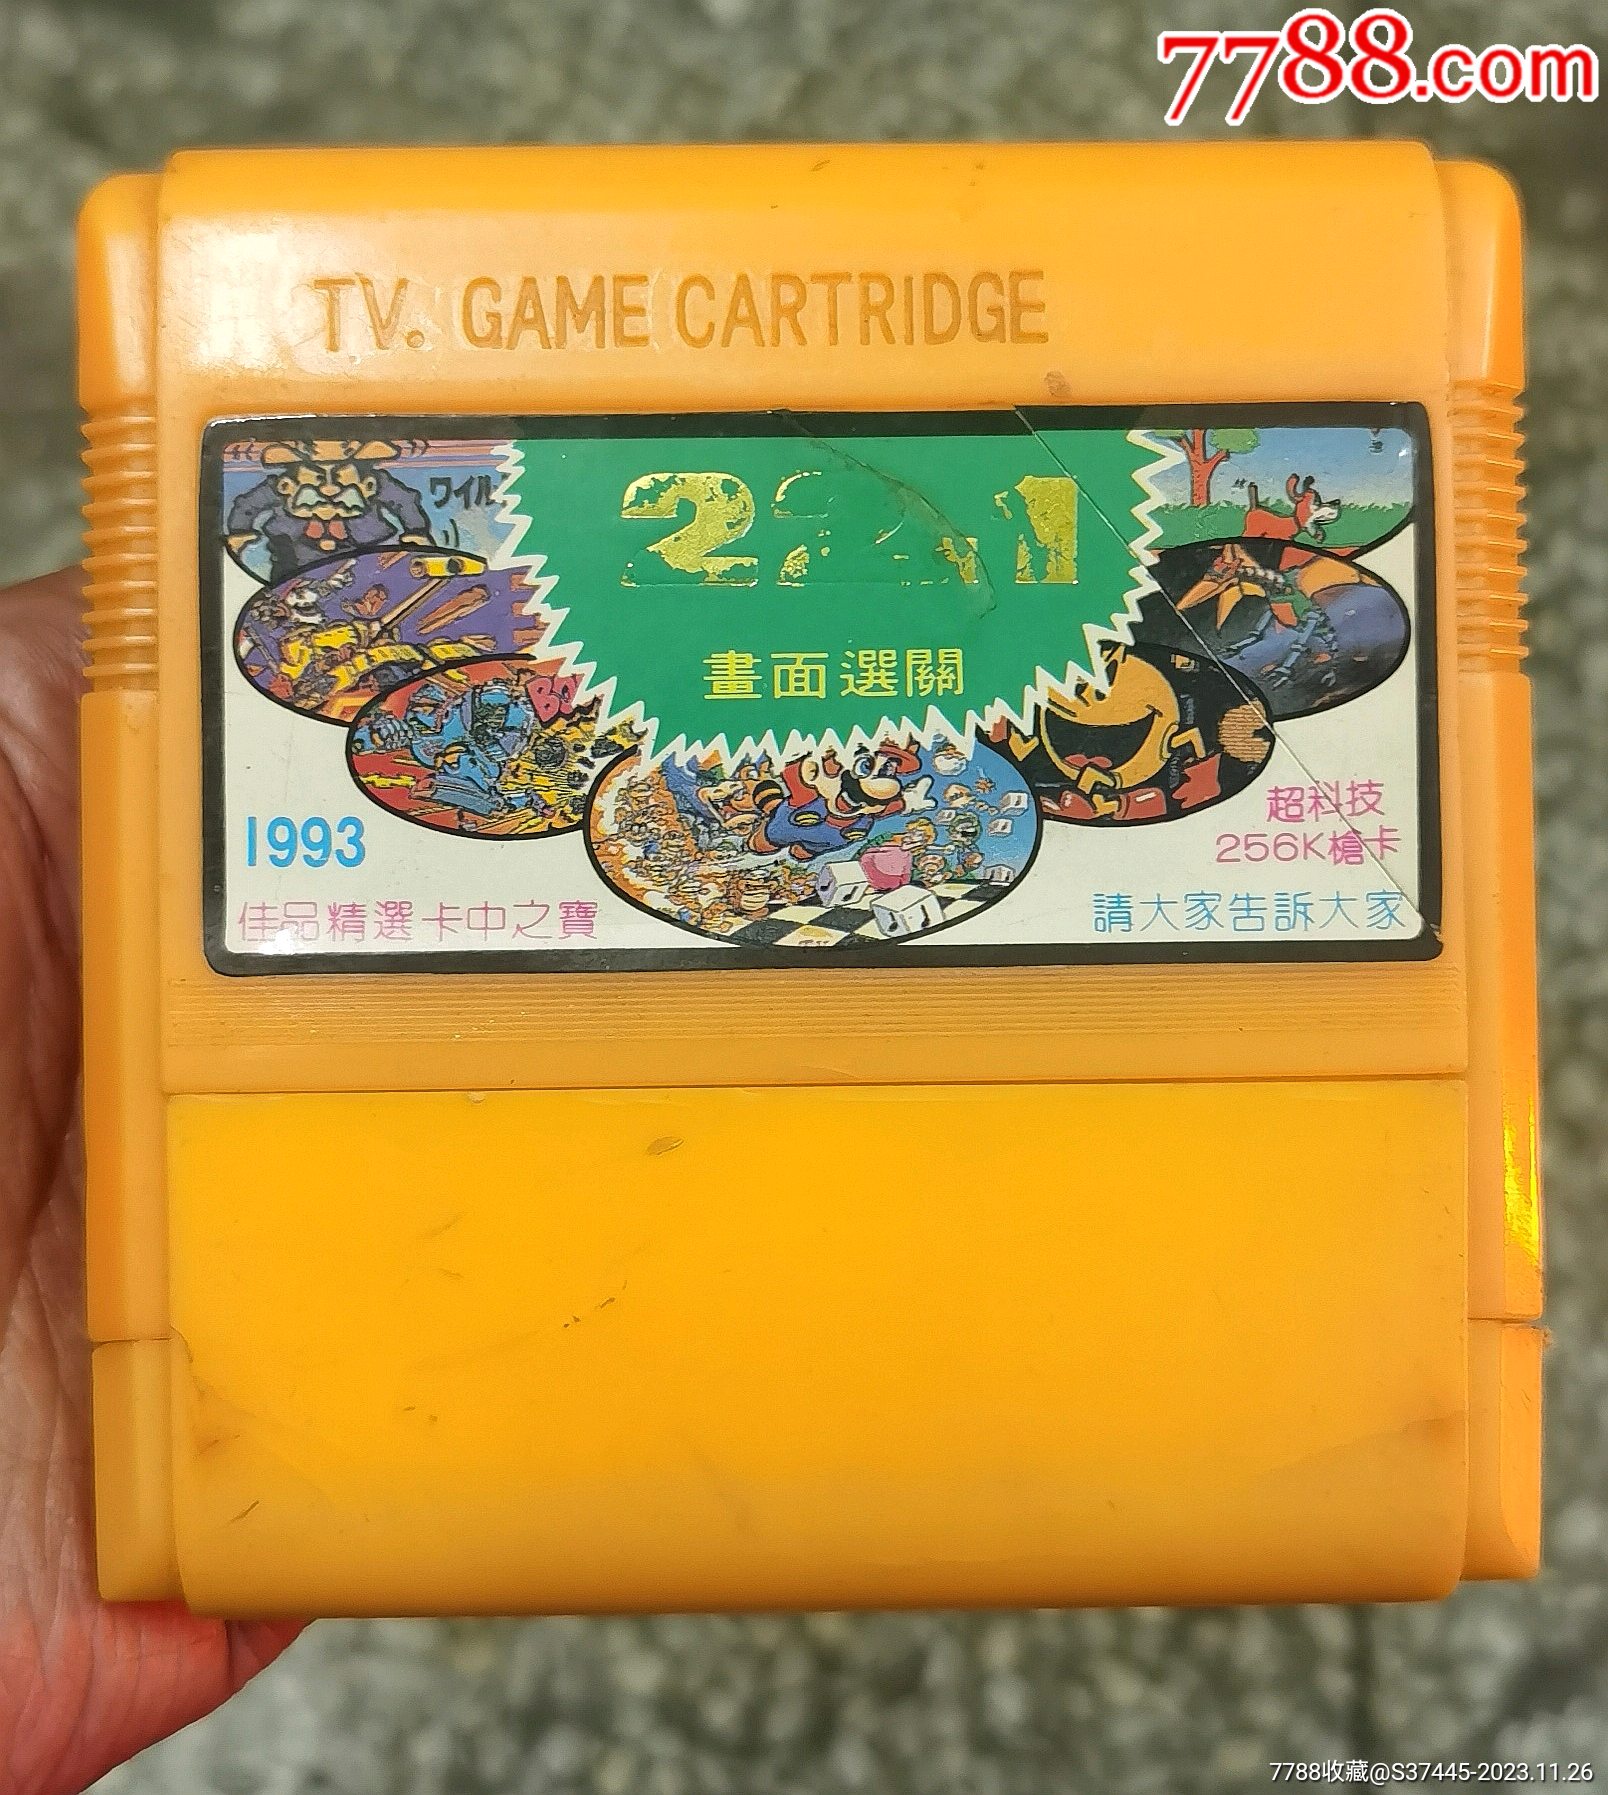 7788.com
TV. GAME CARTRIDGE
ワイル
畫面選關
1993
佳品精選卡中之寶
超科技
256K槍卡
請大家告訴大家
7788收藏@S37445-2023.11.26